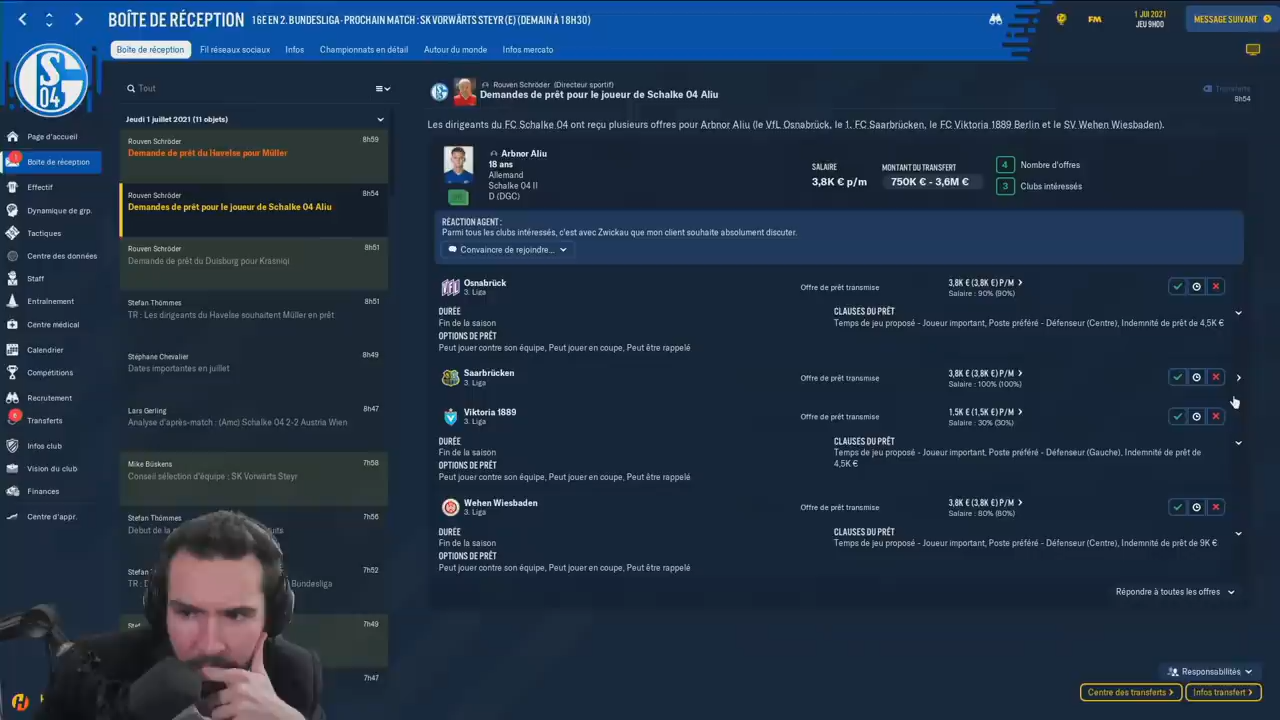 BOÎTE DE RÉCEPTION
16E EN 2. BUNDESLIGA - PROCHAIN MATCH : SK VORWÄRTS STEYR (E) (DEMAIN À 18H30)
FM
1 JUI 2021
JEU 9H00
MESSAGE SUIVANT
Boîte de réception
Fil réseaux sociaux
Infos
Championnats en détail
Autour du monde
Infos mercato
S
04
Page d'accueil
Boîte de réception
Effectif
Dynamique de grp.
Tactiques
Centre des données
Staff
Entraînement
Centre médical
Calendrier
Compétitions
Recrutement
Transferts
Infos club
Vision du club
Finances
Centre d'appr.
Tout
Jeudi 1 juillet 2021 (11 objets)
Rouven Schröder
8h59
Demande de prêt du Havelse pour Müller
Rouven Schröder
8h54
Demandes de prêt pour le joueur de Schalke 04 Aliu
Rouven Schröder
8h51
Demande de prêt du Duisburg pour Krasniqi
Stefan Thömmes
8h51
TR : Les dirigeants du Havelse souhaitent Müller en prêt
Stéphane Chevalier
8h49
Dates importantes en juillet
Lara Gerling
8h47
Analyse d'après-match : (Amc) Schalke 04 2-2 Austria Wien
Mike Büskens
7h58
Conseil sélection d'équipe : SK Vorwärts Steyr
Stefan Thömmes
7h56
Debut de la
7h52
Bundesliga
7h49
7h47
Rouven Schröder (Directeur sportif)
Demandes de prêt pour le joueur de Schalke 04 Aliu
Transferts
8h54
Les dirigeants du FC Schalke 04 ont reçu plusieurs offres pour Arbnor Aliu (le VfL Osnabrück, le 1. FC Saarbrücken, le FC Viktoria 1889 Berlin et le SV Wehen Wiesbaden).
Arbnor Aliu
18 ans
Allemand
Schalke 04 II
D (DGC)
SALAIRE
3,8K € p/m
MONTANT DU TRANSFERT
750K € - 3,6M €
4 Nombre d'offres
3 Clubs intéressés
RÉACTION AGENT :
Parmi tous les clubs intéressés, c'est avec Zwickau que mon client souhaite absolument discuter.
Convaincre de rejoindre...
Osnabrück
3. Liga
Offre de prêt transmise
3,8K € (3,8K €) P/M
Salaire : 90% (90%)
DURÉE
Fin de la saison
OPTIONS DE PRÊT
Peut jouer contre son équipe, Peut jouer en coupe, Peut être rappelé
CLAUSES DU PRÊT
Temps de jeu proposé - Joueur important, Poste préféré - Défenseur (Centre), Indemnité de prêt de 4,5K €
Saarbrücken
3. Liga
Offre de prêt transmise
3,8K € (3,8K €) P/M
Salaire : 100% (100%)
Viktoria 1889
3. Liga
Offre de prêt transmise
1,5K € (1,5K €) P/M
Salaire : 30% (30%)
DURÉE
Fin de la saison
OPTIONS DE PRÊT
Peut jouer contre son équipe, Peut jouer en coupe, Peut être rappelé
CLAUSES DU PRÊT
Temps de jeu proposé - Joueur important, Poste préféré - Défenseur (Gauche), Indemnité de prêt de
4,5K €
Wehen Wiesbaden
3. Liga
Offre de prêt transmise
3,8K € (3,8K €) P/M
Salaire : 80% (80%)
DURÉE
Fin de la saison
OPTIONS DE PRÊT
Peut jouer contre son équipe, Peut jouer en coupe, Peut être rappelé
CLAUSES DU PRÊT
Temps de jeu proposé - Joueur important, Poste préféré - Défenseur (Centre), Indemnité de prêt de 9K €
Répondre à toutes les offres
Responsabilités
Centre des transferts
Infos transfert